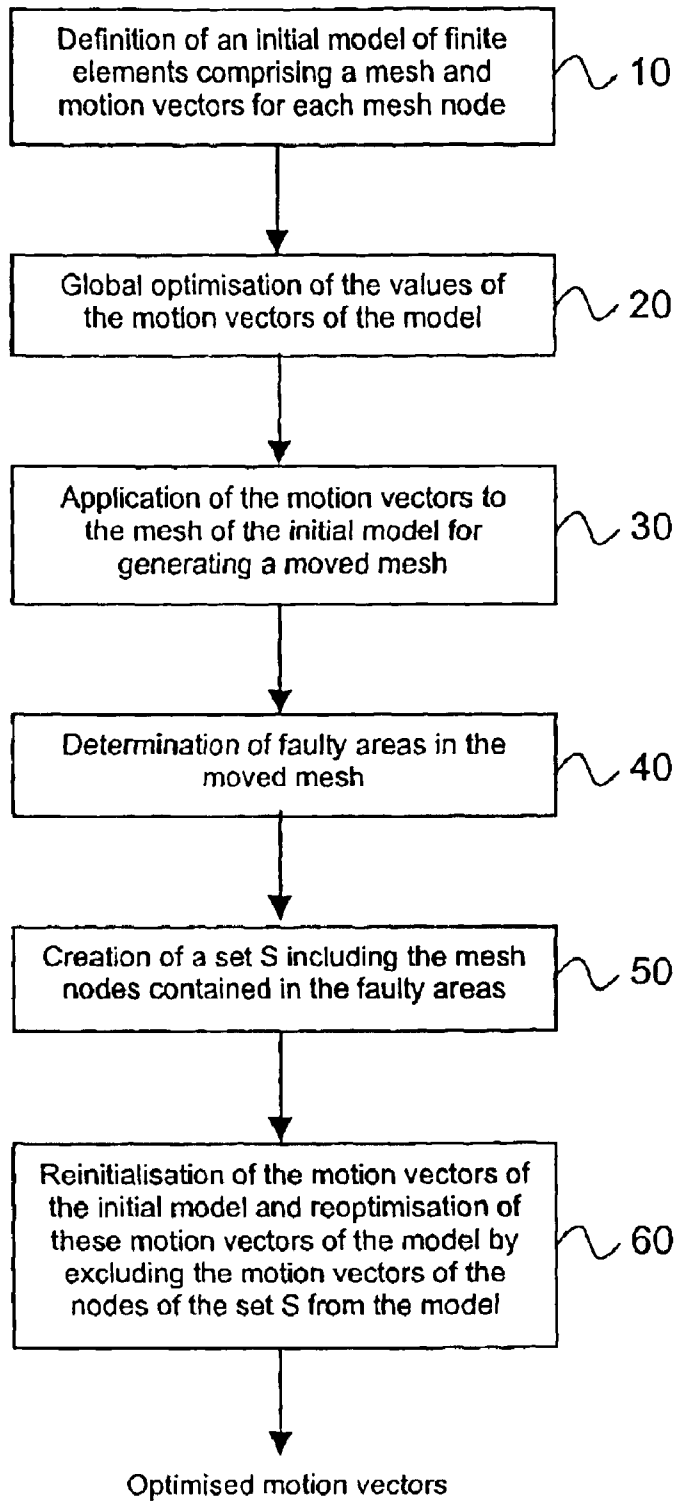 Definition of an initial model of finite
elements comprising a mesh and
motion vectors for each mesh node
10
Global optimisation of the values of
the motion vectors of the model
20
Application of the motion vectors to
the mesh of the initial model for
generating a moved mesh
30
Determination of faulty areas in the
moved mesh
40
Creation of a set S including the mesh
nodes contained in the faulty areas
50
Reinitialisation of the motion vectors of
the initial model and reoptimisation of
these motion vectors of the model by
excluding the motion vectors of the
nodes of the set S from the model
60
Optimised motion vectors